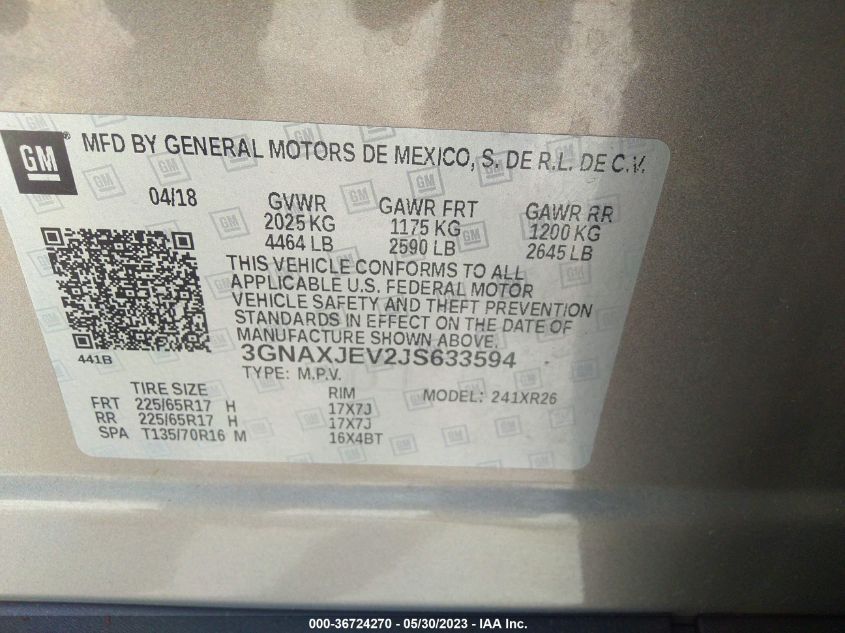 GM ® MFD BY GENERAL MOTORS DE MEXICO, S. DE R.L. DE C.V.
04/18 GVWR GAWR FRT GAWR RR
2025 KG 1175 KG 1200 KG
4464 LB 2590 LB 2645 LB
THIS VEHICLE CONFORMS TO ALL
APPLICABLE U.S. FEDERAL MOTOR
VEHICLE SAFETY AND THEFT PREVENTION
STANDARDS IN EFFECT ON THE DATE OF
MANUFACTURE SHOWN ABOVE.
441B 3GNAXJEV2JS633594
TYPE: M.P.V. MODEL: 241XR26
TIRE SIZE RIM
FRT 225/65R17 H 17X7J
RR 225/65R17 H 17X7J
SPA T135/70R16 M 16X4BT
000-36724270 - 05/30/2023 - IAA Inc.